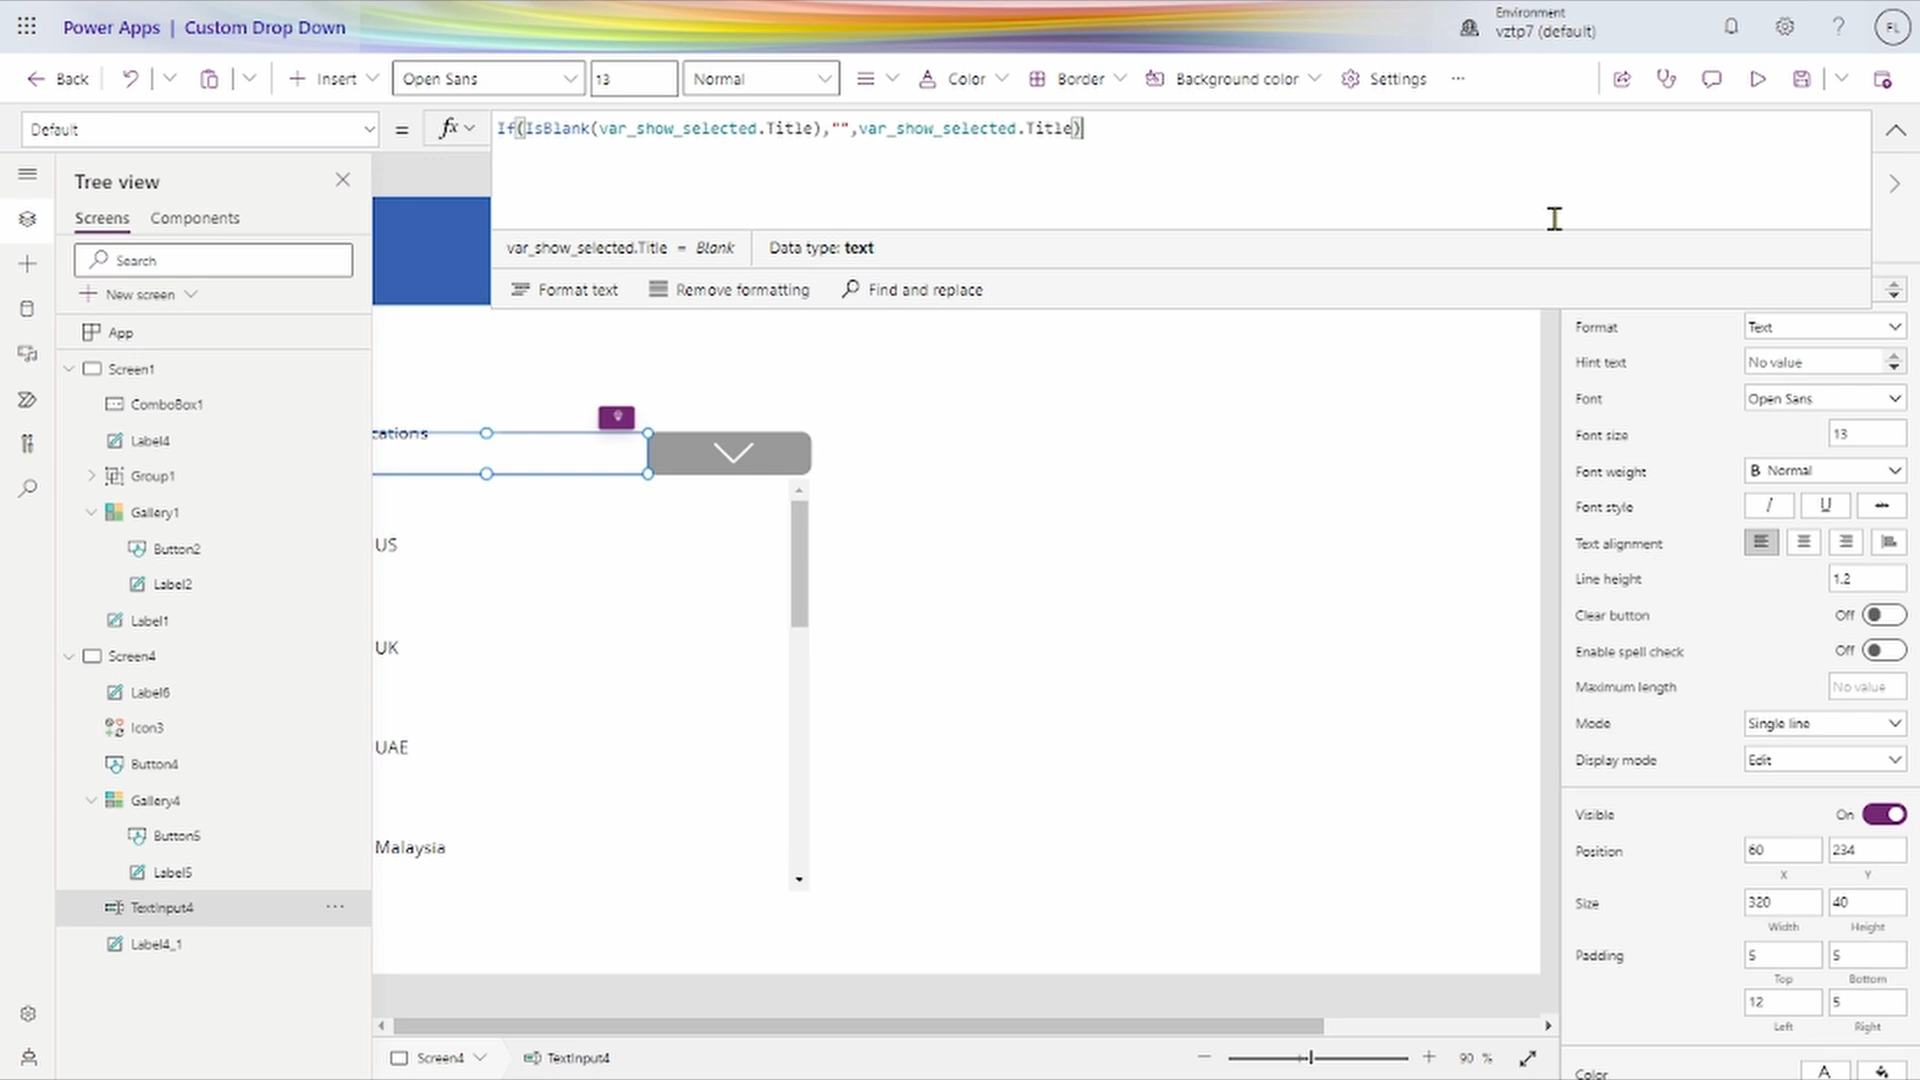 Power Apps | Custom Drop Down
Environment
vztp7 (default)
FL
Back
Insert
Open Sans
13
Normal
Color
Border
Background color
Settings
Default
=
fx
If(IsBlank(var_show_selected.Title),"",var_show_selected.Title)
var_show_selected.Title = Blank
Data type: text
Format text
Remove formatting
Find and replace
Tree view
Screens
Components
Search
New screen
App
Screen1
ComboBox1
Label4
Group1
Gallery1
Button2
Label2
Label1
Screen4
Label6
Icon3
Button4
Gallery4
Button5
Label5
TextInput4
Label4_1
cations
US
UK
UAE
Malaysia
Format
Text
Hint text
No value
Font
Open Sans
Font size
13
Font weight
B Normal
Font style
/ U
Text alignment
Line height
1.2
Clear button
Off
Enable spell check
Off
Maximum length
No value
Mode
Single line
Display mode
Edit
Visible
On
Position
60
234
X
Y
Size
320
40
Width
Height
Padding
5
5
Top
Bottom
12
5
Left
Right
Color
A
Screen4
TextInput4
90 %